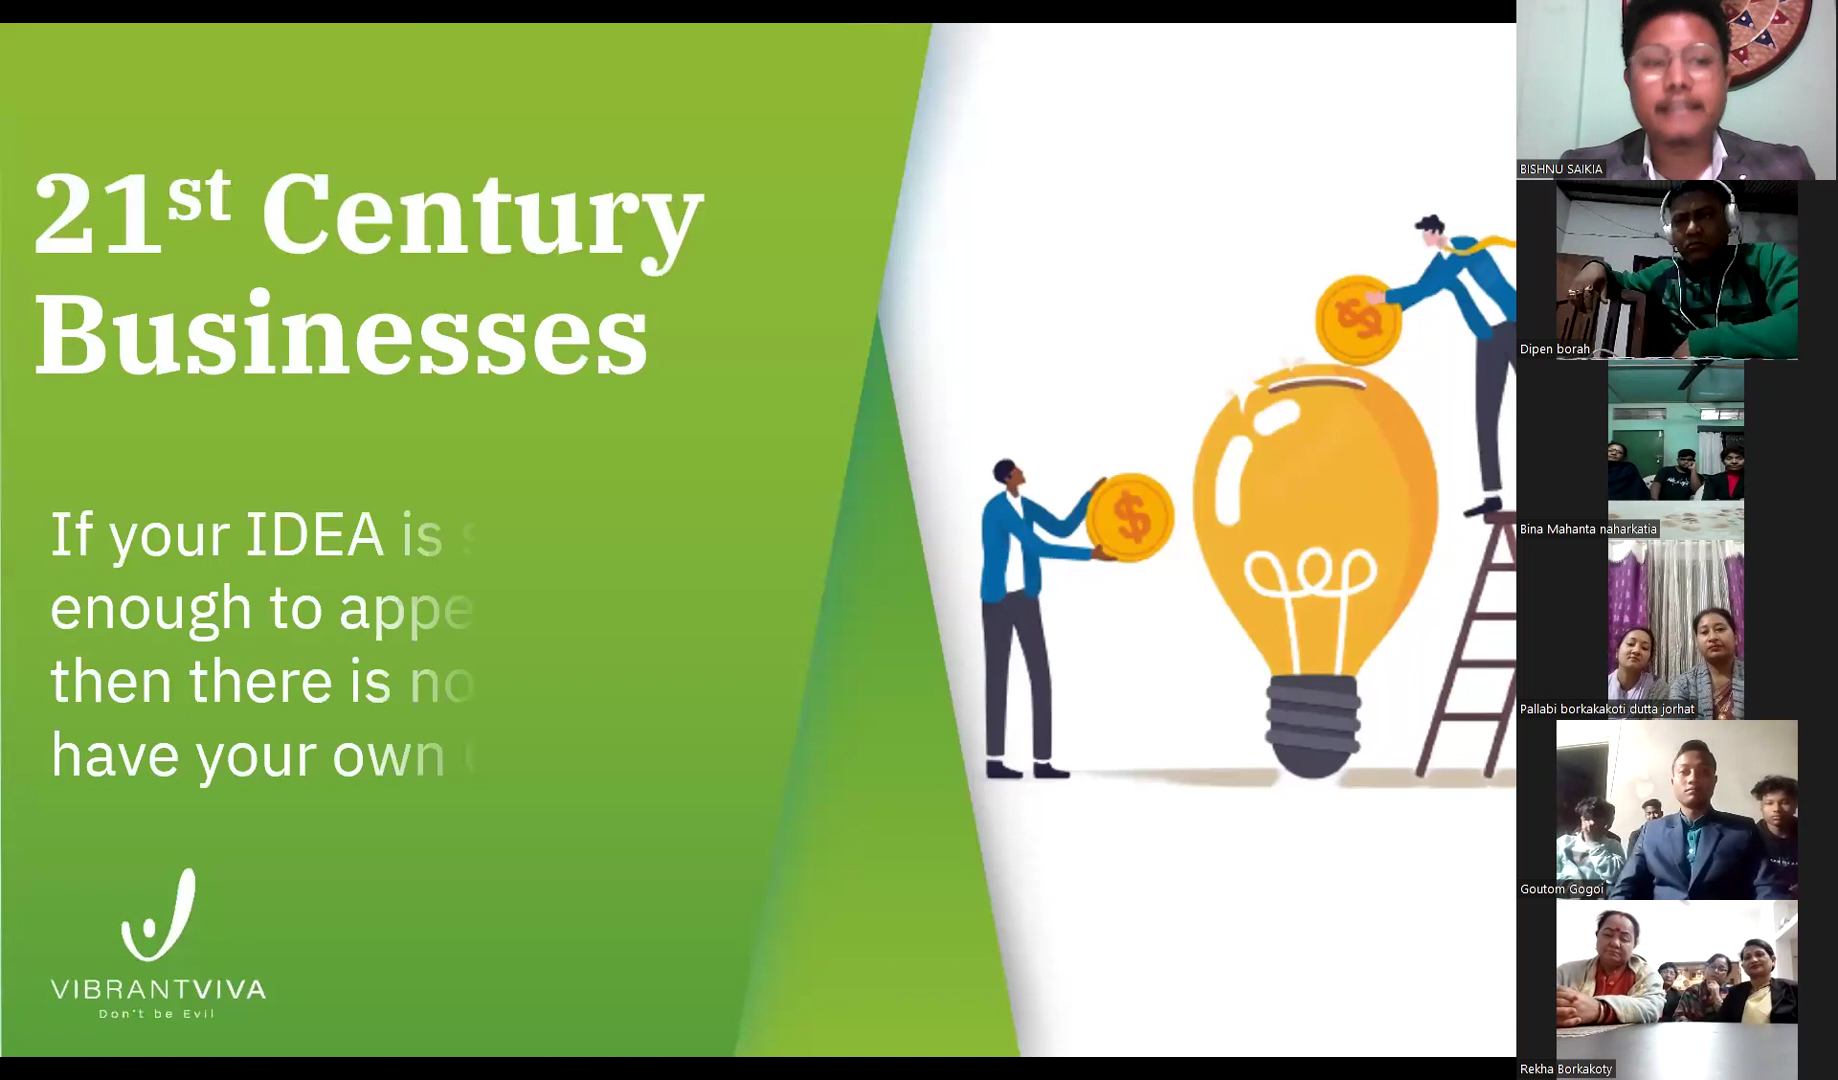 21st Century
Businesses
If your IDEA is
enough to appe
then there is no
have your own
VIBRANTVIVA
Don't be Evil
BISHNU SAIKIA
Dipen borah
Bina Mahanta naharkatia
Pallabi borkakakoti dutta jorhat
Goutom Gogoi
Rekha Borkakoty